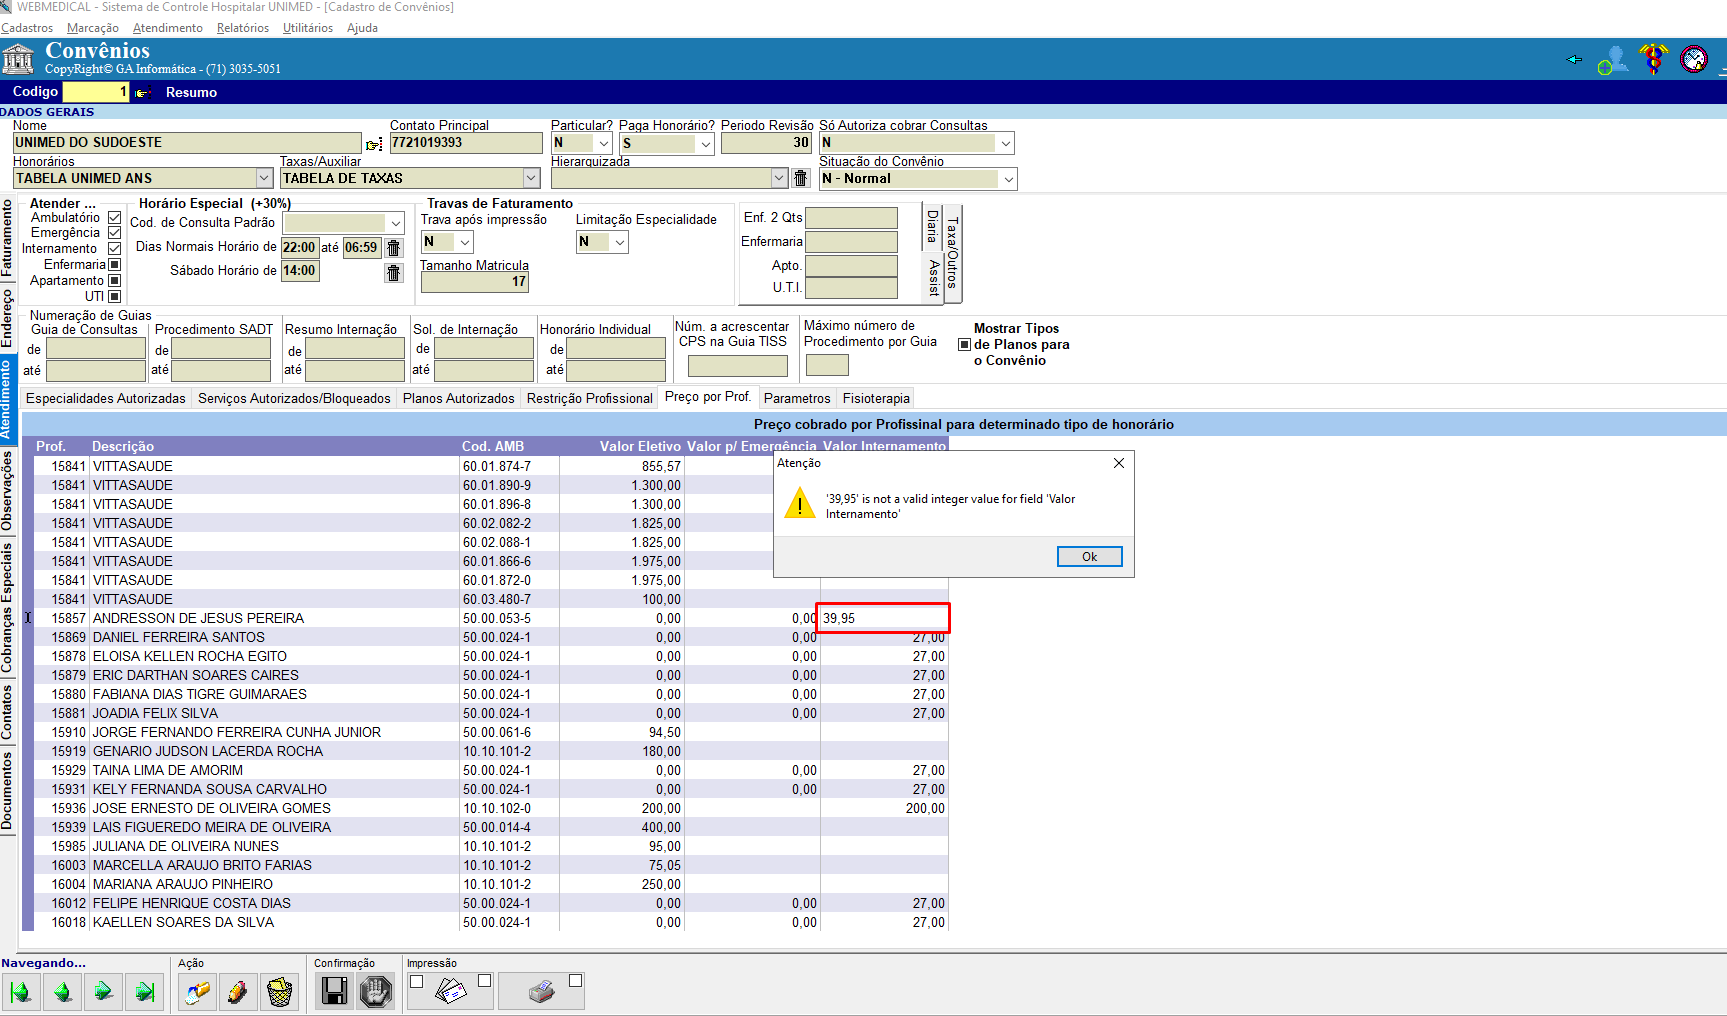 WEBMEDICAL - Sistema de Controle Hospitalar UNIMED - [Cadastro de Convênios]
Cadastros Marcação Atendimento Relatórios Utilitários Ajuda
Convênios
CopyRight© GA Informática - (71) 3035-5051
Codigo 1 Resumo
DADOS GERAIS
Nome Contato Principal Particular? Paga Honorário? Periodo Revisão Só Autoriza cobrar Consultas
UNIMED DO SUDOESTE 7721019393 N S 30 N
Honorários Taxas/Auxiliar Hierarquizada Situação do Convênio
TABELA UNIMED ANS TABELA DE TAXAS N - Normal
Faturamento
Endereço
Atendimento
Observações
Cobranças Especiais
Contatos
Documentos
Atender ...
Ambulatório
Emergência
Internamento
Enfermaria
Apartamento
UTI
Horário Especial (+30%)
Cod. de Consulta Padrão
Dias Normais Horário de 22:00 até 06:59
Sábado Horário de 14:00
Travas de Faturamento
Trava após impressão Limitação Especialidade
N N
Tamanho Matricula
17
Enf. 2 Qts
Enfermaria
Apto.
U.T.I.
Diaria
Assist
Taxa/Outros
Numeração de Guias
Guia de Consultas Procedimento SADT Resumo Internação Sol. de Internação Honorário Individual
de de de de de
até até até até até
Núm. a acrescentar
CPS na Guia TISS
Máximo número de
Procedimento por Guia
Mostrar Tipos
de Planos para
o Convênio
Especialidades Autorizadas Serviços Autorizados/Bloqueados Planos Autorizados Restrição Profissional Preço por Prof. Parametros Fisioterapia
Preço cobrado por Profissinal para determinado tipo de honorário
Prof. Descrição Cod. AMB Valor Eletivo Valor p/ Emergência Valor Internamento
15841 VITTASAUDE 60.01.874-7 855,57
15841 VITTASAUDE 60.01.890-9 1.300,00
15841 VITTASAUDE 60.01.896-8 1.300,00
15841 VITTASAUDE 60.02.082-2 1.825,00
15841 VITTASAUDE 60.02.088-1 1.825,00
15841 VITTASAUDE 60.01.866-6 1.975,00
15841 VITTASAUDE 60.01.872-0 1.975,00
15841 VITTASAUDE 60.03.480-7 100,00
15857 ANDRESSON DE JESUS PEREIRA 50.00.053-5 0,00 0,00 39,95
15869 DANIEL FERREIRA SANTOS 50.00.024-1 0,00 0,00 27,00
15878 ELOISA KELLEN ROCHA EGITO 50.00.024-1 0,00 0,00 27,00
15879 ERIC DARTHAN SOARES CAIRES 50.00.024-1 0,00 0,00 27,00
15880 FABIANA DIAS TIGRE GUIMARAES 50.00.024-1 0,00 0,00 27,00
15881 JOADIA FELIX SILVA 50.00.024-1 0,00 0,00 27,00
15910 JORGE FERNANDO FERREIRA CUNHA JUNIOR 50.00.061-6 94,50
15919 GENARIO JUDSON LACERDA ROCHA 10.10.101-2 180,00
15929 TAINA LIMA DE AMORIM 50.00.024-1 0,00 0,00 27,00
15931 KELY FERNANDA SOUSA CARVALHO 50.00.024-1 0,00 0,00 27,00
15936 JOSE ERNESTO DE OLIVEIRA GOMES 10.10.102-0 200,00 200,00
15939 LAIS FIGUEREDO MEIRA DE OLIVEIRA 50.00.014-4 400,00
15985 JULIANA DE OLIVEIRA NUNES 10.10.101-2 95,00
16003 MARCELLA ARAUJO BRITO FARIAS 10.10.101-2 75,05
16004 MARIANA ARAUJO PINHEIRO 10.10.101-2 250,00
16012 FELIPE HENRIQUE COSTA DIAS 50.00.024-1 0,00 0,00 27,00
16018 KAELLEN SOARES DA SILVA 50.00.024-1 0,00 0,00 27,00
Atenção
'39,95' is not a valid integer value for field 'Valor
Internamento'
Ok
Navegando... Ação Confirmação Impressão